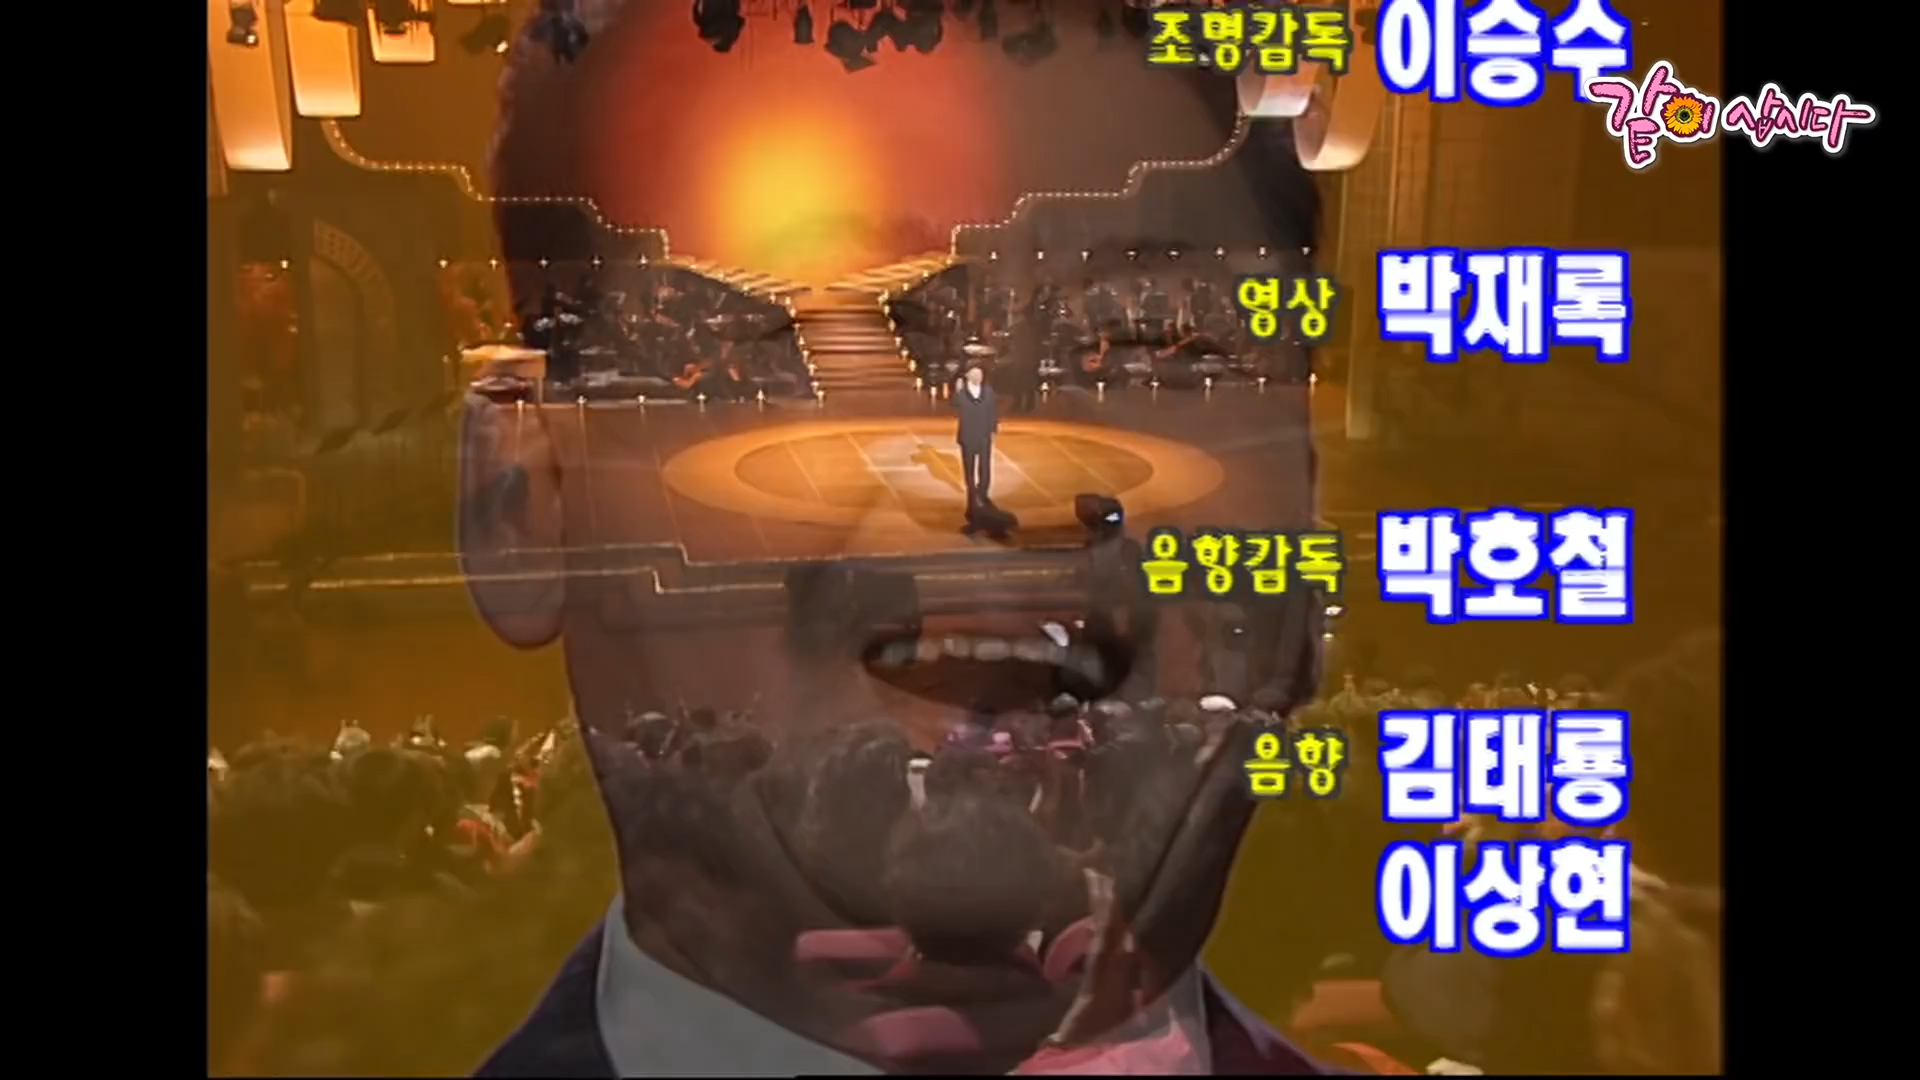 조명감독 이승수
같이 삽시다
영상 박재록
음향감독 박호철
음향 김태룡
이상현